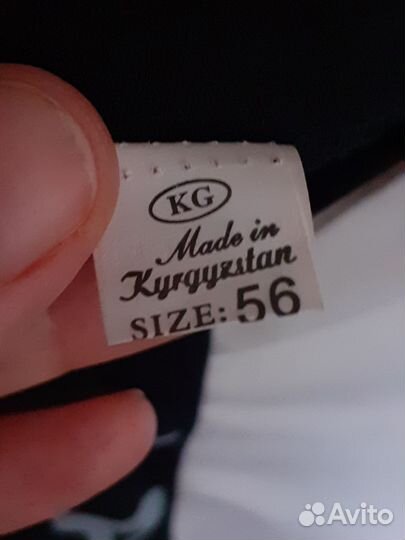 KG
Made in
Kyrgyzstan
SIZE: 56
Avito